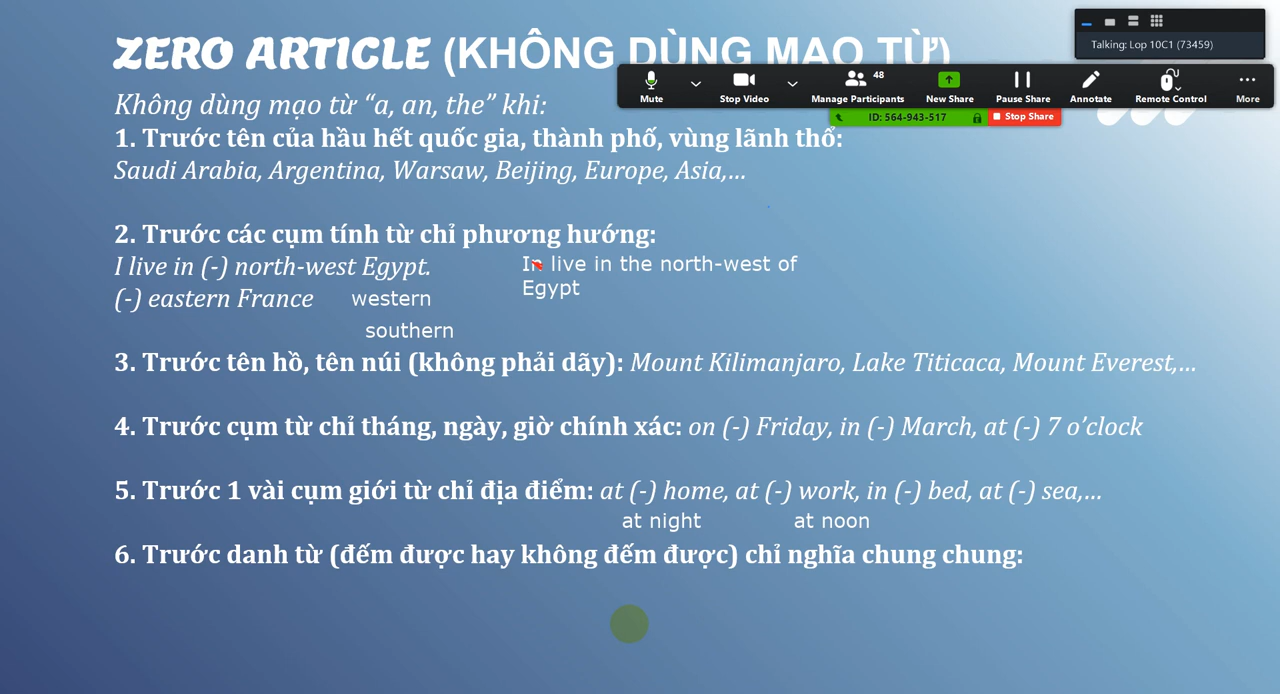 ZERO ARTICLE (KHÔNG DÙNG MẠO TỪ)
Talking: Lop 10C1 (73459)
Mute
Stop Video
48
Manage Participants
New Share
Pause Share
Annotate
Remote Control
More
ID: 564-943-517
Stop Share
Không dùng mạo từ “a, an, the” khi:
1. Trước tên của hầu hết quốc gia, thành phố, vùng lãnh thổ:
Saudi Arabia, Argentina, Warsaw, Beijing, Europe, Asia,...
2. Trước các cụm tính từ chỉ phương hướng:
I live in (-) north-west Egypt.
In live in the north-west of
Egypt
(-) eastern France
western
southern
3. Trước tên hồ, tên núi (không phải dãy): Mount Kilimanjaro, Lake Titicaca, Mount Everest,...
4. Trước cụm từ chỉ tháng, ngày, giờ chính xác: on (-) Friday, in (-) March, at (-) 7 o’clock
5. Trước 1 vài cụm giới từ chỉ địa điểm: at (-) home, at (-) work, in (-) bed, at (-) sea,...
at night
at noon
6. Trước danh từ (đếm được hay không đếm được) chỉ nghĩa chung chung: